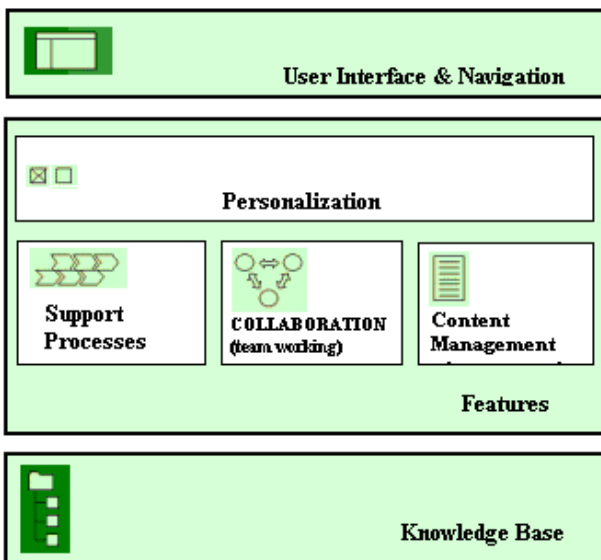 User Interface & Navigation
Personalization
Support
Processes
COLLABORATION
(team working)
Content
Management
Features
Knowledge Base